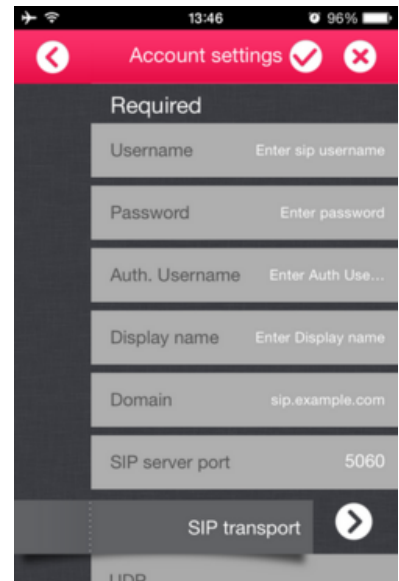 13:46 96%
Account settings
Required
Username Enter sip username
Password Enter password
Auth. Username Enter Auth Use...
Display name Enter Display name
Domain sip.example.com
SIP server port 5060
SIP transport
UDP